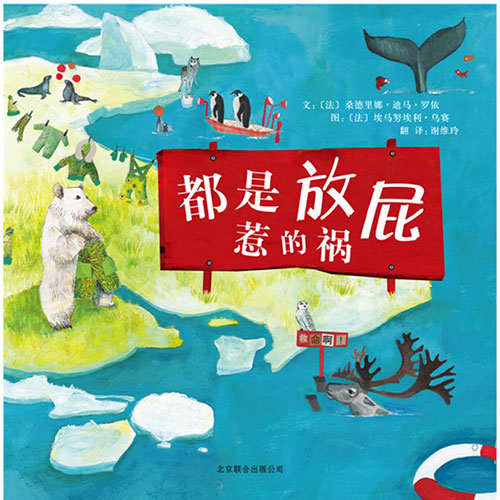 文:〔法〕桑德里娜·迪马·罗依
图:〔法〕埃马努埃利·乌赛
翻 译:谢维玲
都是放屁
惹的祸
救命啊!
北京联合出版公司